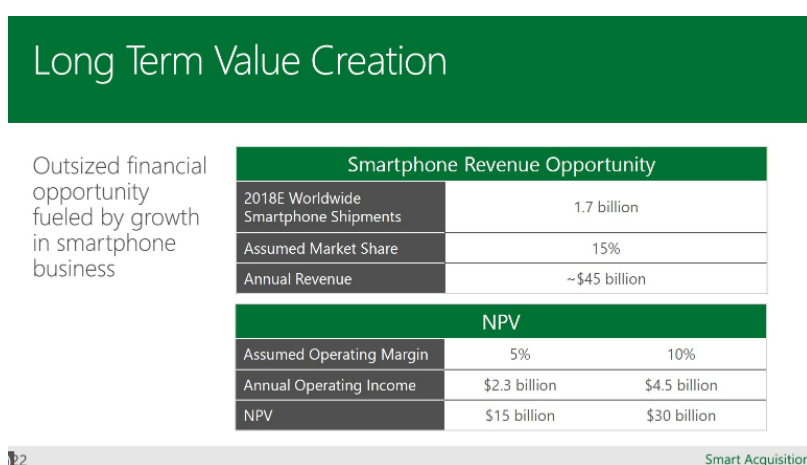 Long Term Value Creation
Outsized financial
opportunity
fueled by growth
in smartphone
business
Smartphone Revenue Opportunity
2018E Worldwide
Smartphone Shipments
1.7 billion
Assumed Market Share 15%
Annual Revenue ~$45 billion
NPV
Assumed Operating Margin 5% 10%
Annual Operating Income $2.3 billion $4.5 billion
NPV $15 billion $30 billion
22 Smart Acquisition